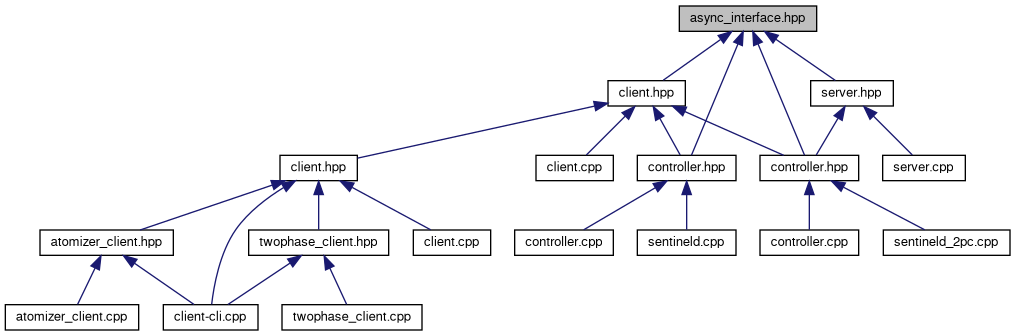 async_interface.hpp
client.hpp
server.hpp
client.hpp
client.cpp
controller.hpp
controller.hpp
server.cpp
atomizer_client.hpp
twophase_client.hpp
client.cpp
controller.cpp
sentineld.cpp
controller.cpp
sentineld_2pc.cpp
atomizer_client.cpp
client-cli.cpp
twophase_client.cpp